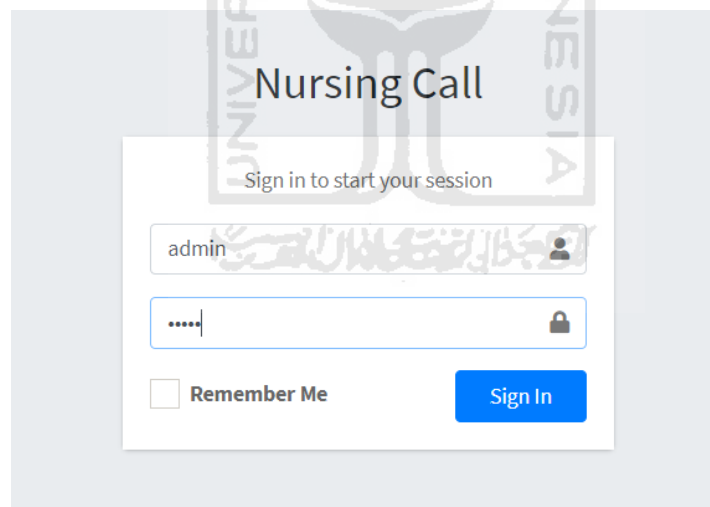 Nursing Call
Sign in to start your session
admin
•••••
Remember Me
Sign In